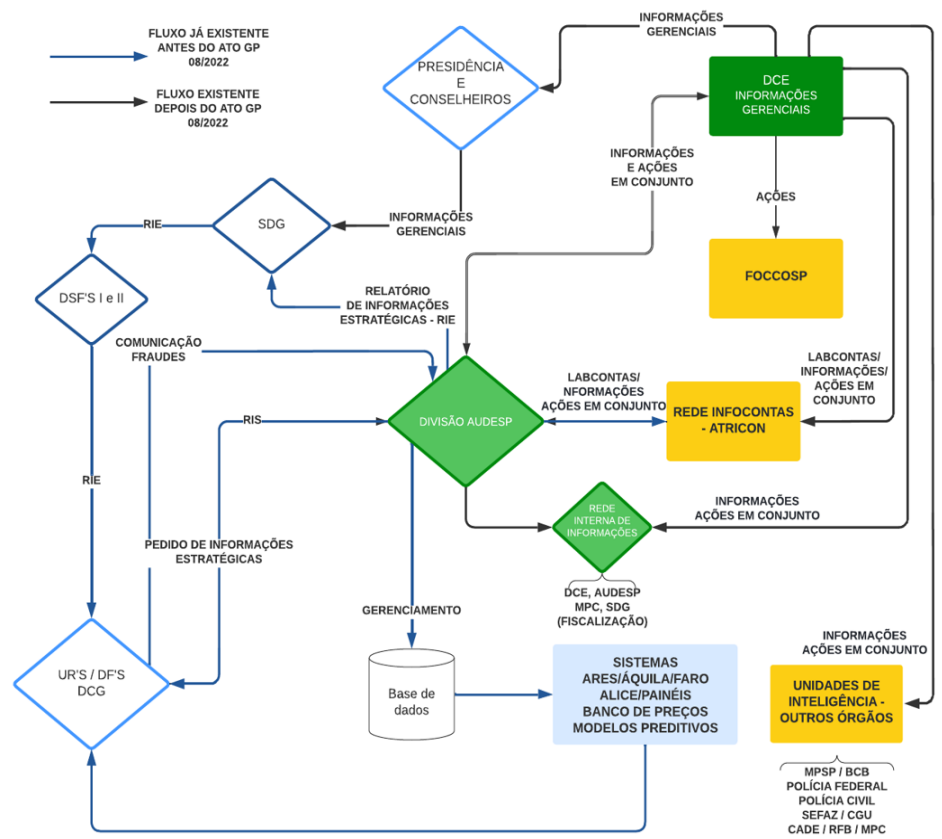 FLUXO JÁ EXISTENTE
ANTES DO ATO GP
08/2022
FLUXO EXISTENTE
DEPOIS DO ATO GP
08/2022
INFORMAÇÕES
GERENCIAIS
PRESIDÊNCIA
E
CONSELHEIROS
DCE
INFORMAÇÕES
GERENCIAIS
INFORMAÇÕES
E AÇÕES
EM CONJUNTO
AÇÕES
FOCCOSP
SDG
INFORMAÇÕES
GERENCIAIS
RIE
DSF'S I e II
RELATÓRIO
DE INFORMAÇÕES
ESTRATÉGICAS - RIE
COMUNICAÇÃO
FRAUDES
LABCONTAS/
INFORMAÇÕES/
AÇÕES EM
CONJUNTO
LABCONTAS/
NFORMAÇÕES
AÇÕES EM CONJUNTO
REDE INFOCONTAS
- ATRICON
DIVISÃO AUDESP
RIS
RIE
REDE
INTERNA DE
INFORMAÇÕES
INFORMAÇÕES
AÇÕES EM CONJUNTO
PEDIDO DE INFORMAÇÕES
ESTRATÉGICAS
DCE, AUDESP
MPC, SDG
(FISCALIZAÇÃO)
GERENCIAMENTO
UR'S / DF'S
DCG
Base de
dados
SISTEMAS
ARES/ÁQUILA/FARO
ALICE/PAINÉIS
BANCO DE PREÇOS
MODELOS PREDITIVOS
INFORMAÇÕES
AÇÕES EM CONJUNTO
UNIDADES DE
INTELIGÊNCIA -
OUTROS ÓRGÃOS
MPSP / BCB
POLÍCIA FEDERAL
POLÍCIA CIVIL
SEFAZ / CGU
CADE / RFB / MPC